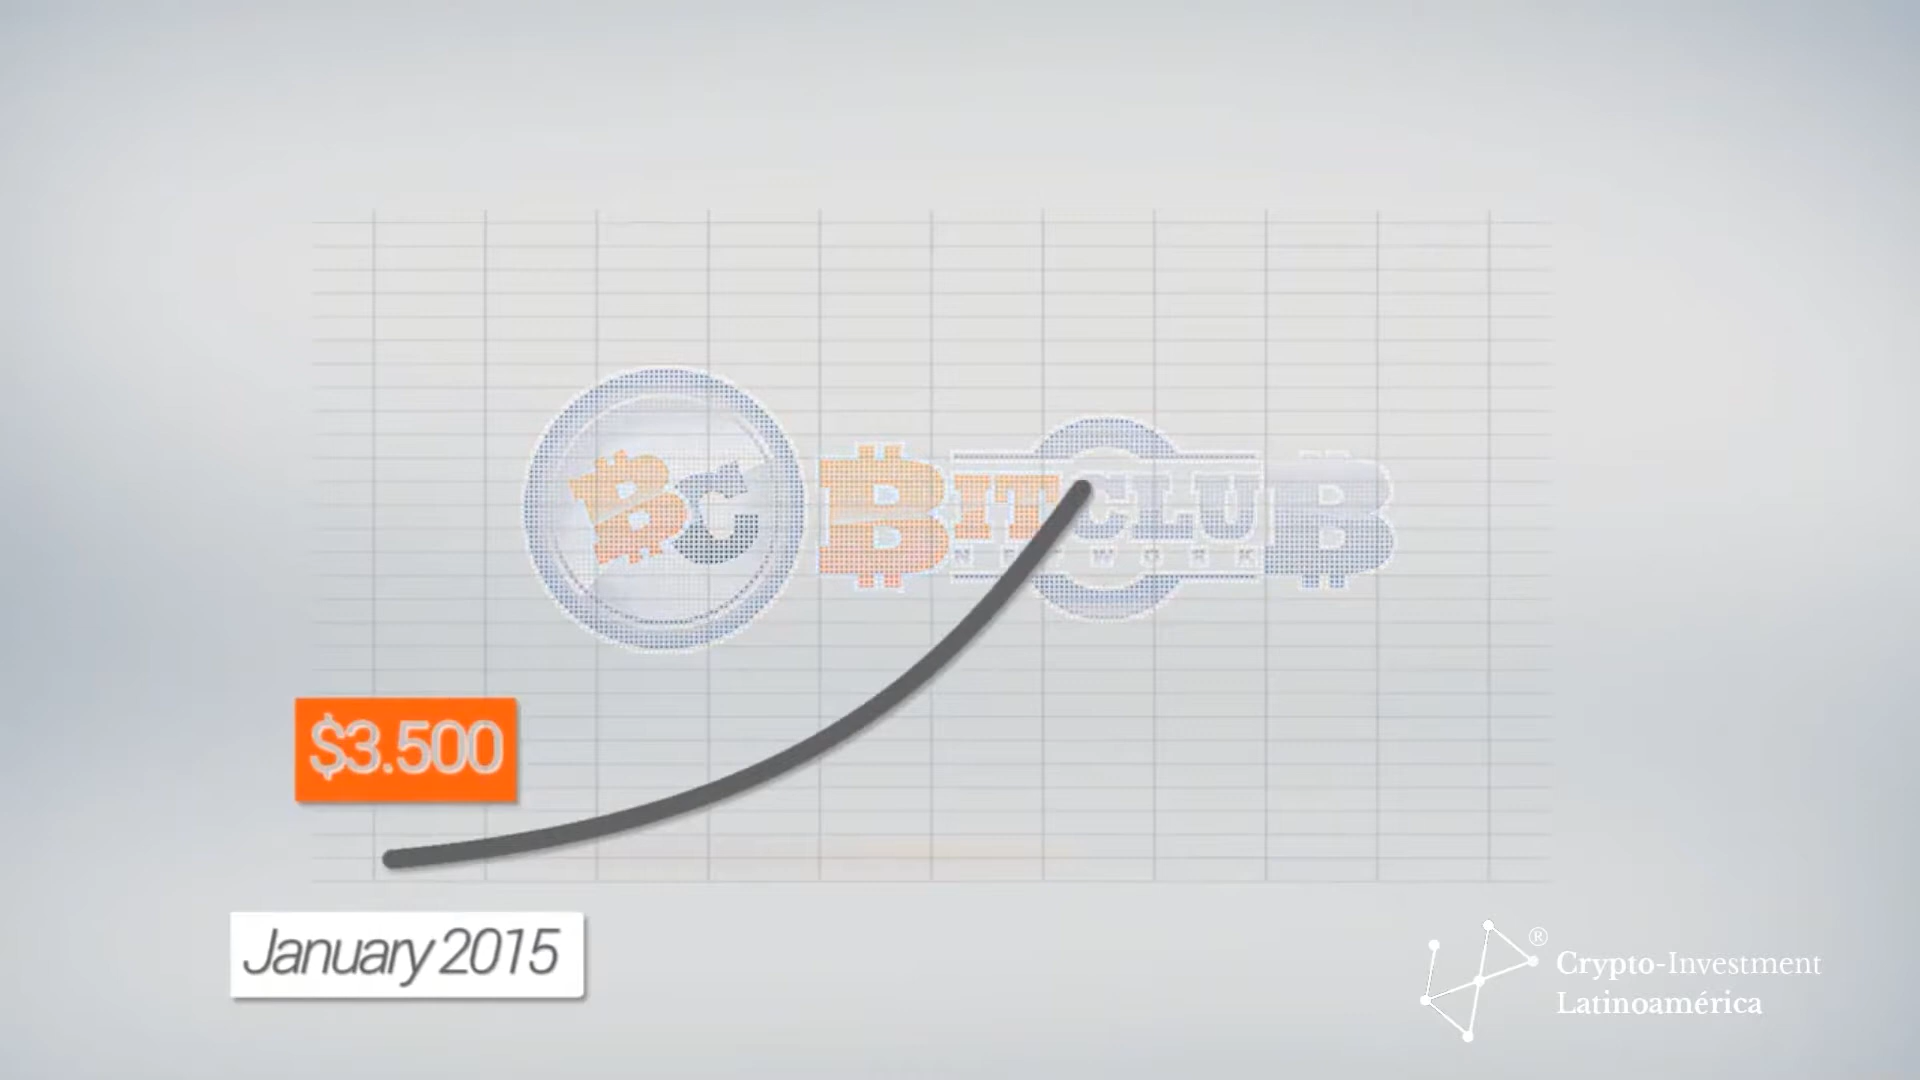 BC BITCLUB
NETWORK
$3.500
January 2015
® Crypto-Investment
Latinoamérica